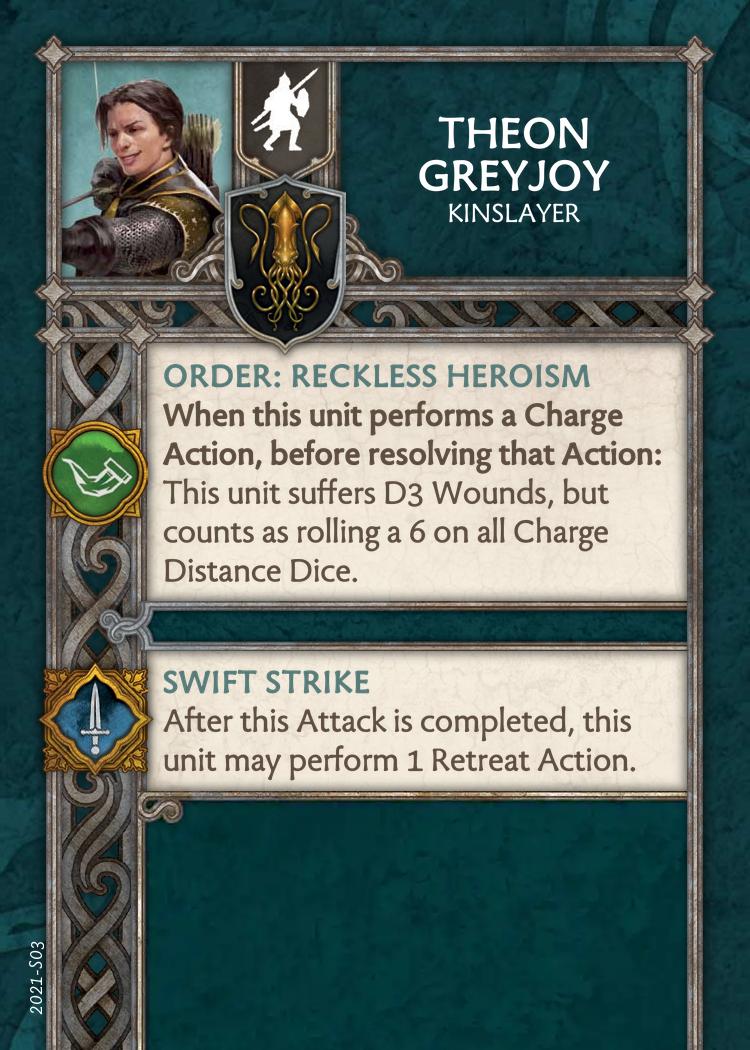 THEON
GREYJOY
KINSLAYER
ORDER: RECKLESS HEROISM
When this unit performs a Charge
Action, before resolving that Action:
This unit suffers D3 Wounds, but
counts as rolling a 6 on all Charge
Distance Dice.
SWIFT STRIKE
After this Attack is completed, this
unit may perform 1 Retreat Action.
2021-S03